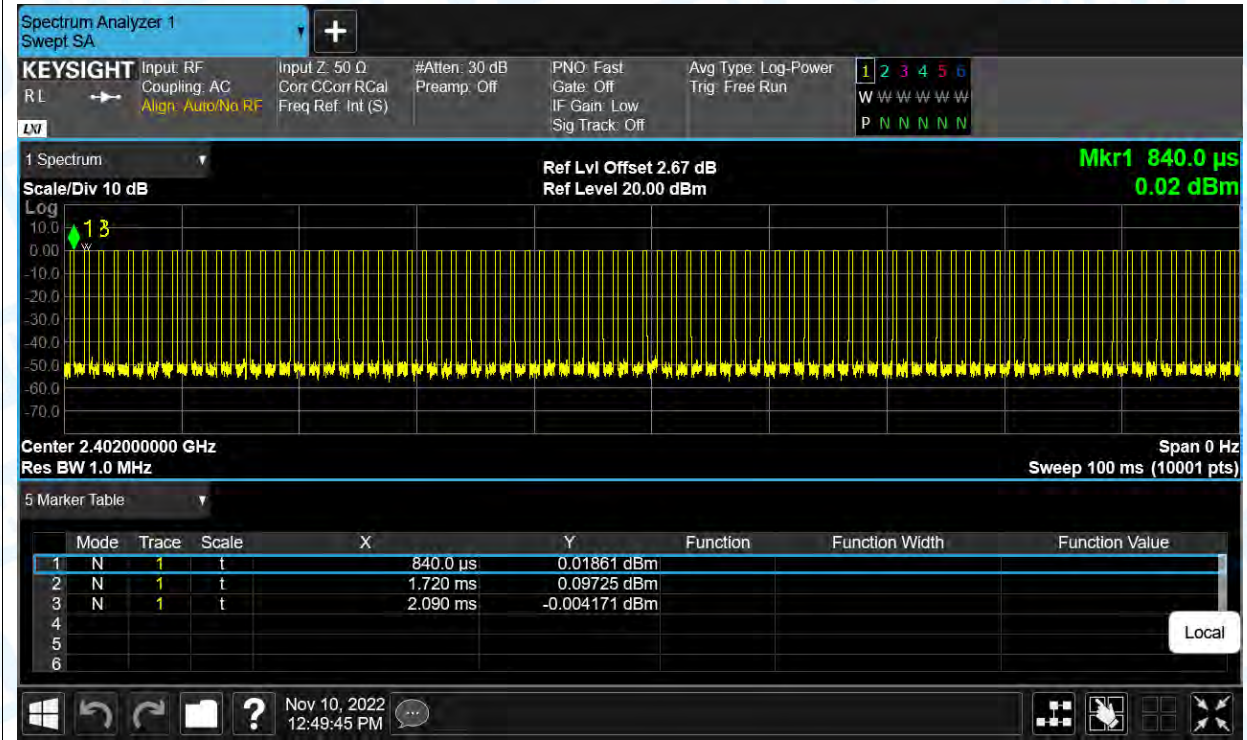 Spectrum Analyzer 1
Swept SA
+
KEYSIGHT Input: RF Input Z: 50 Ω #Atten: 30 dB PNO: Fast Avg Type: Log-Power 1 2 3 4 5 6
RL Coupling: AC Corr CCorr RCal Preamp: Off Gate: Off Trig: Free Run W W W W W W
Align: Auto/No RF Freq Ref: Int (S) IF Gain: Low
LXI Sig Track: Off P N N N N N
1 Spectrum Ref Lvl Offset 2.67 dB Mkr1 840.0 µs
Scale/Div 10 dB Ref Level 20.00 dBm 0.02 dBm
Log
10.0 1 3
0.00
-10.0
-20.0
-30.0
-40.0
-50.0
-60.0
-70.0
Center 2.402000000 GHz Span 0 Hz
Res BW 1.0 MHz Sweep 100 ms (10001 pts)
5 Marker Table
Mode Trace Scale X Y Function Function Width Function Value
1 N 1 t 840.0 µs 0.01861 dBm
2 N 1 t 1.720 ms 0.09725 dBm
3 N 1 t 2.090 ms -0.004171 dBm
4
5
6
Local
? Nov 10, 2022
12:49:45 PM